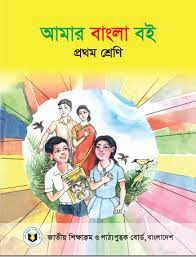 আমার বাংলা বই
প্রথম শ্রেণি
জাতীয় শিক্ষাক্রম ও পাঠ্যপুস্তক বোর্ড, বাংলাদেশ